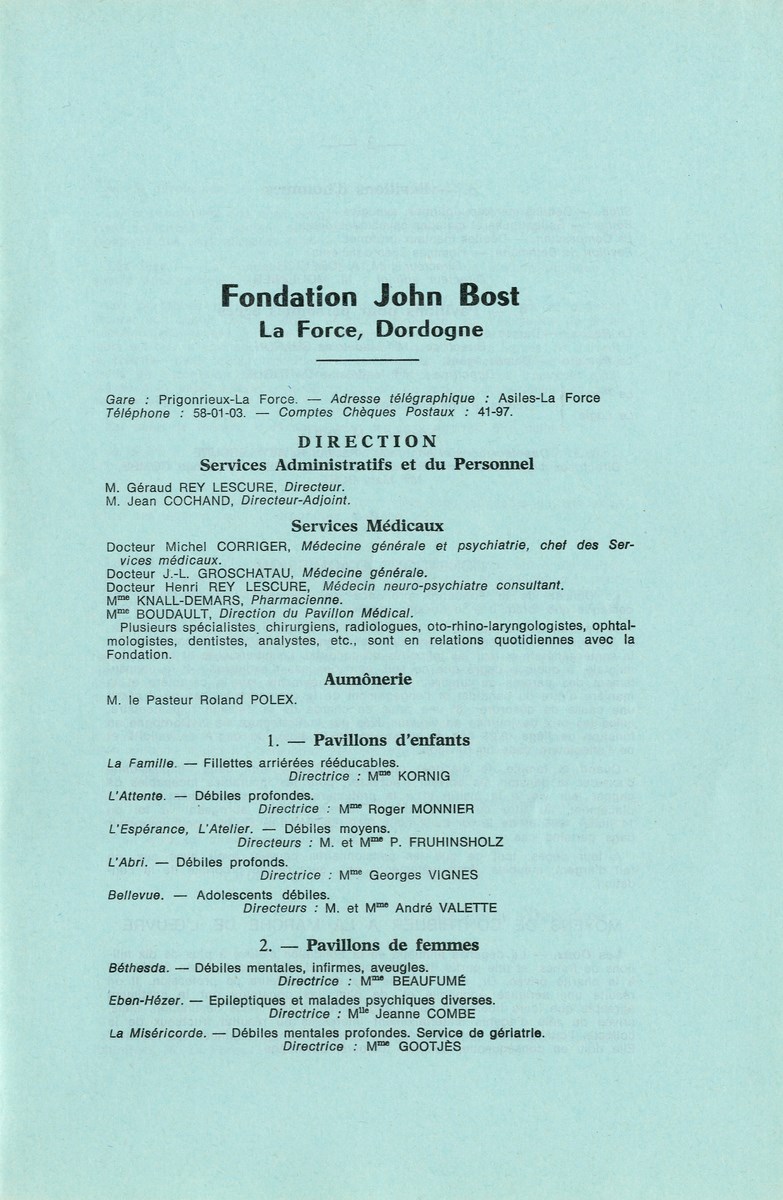 Fondation John Bost
La Force, Dordogne
Gare : Prigonrieux-La Force. — Adresse télégraphique : Asiles-La Force
Téléphone : 58-01-03. — Comptes Chèques Postaux : 41-97.
DIRECTION
Services Administratifs et du Personnel
M. Géraud REY LESCURE, Directeur.
M. Jean COCHAND, Directeur-Adjoint.
Services Médicaux
Docteur Michel CORRIGER, Médecine générale et psychiatrie, chef des Ser-
vices médicaux.
Docteur J.-L. GROSCHATAU, Médecine générale.
Docteur Henri REY LESCURE, Médecin neuro-psychiatre consultant.
Mme KNALL-DEMARS, Pharmacienne.
Mme BOUDAULT, Direction du Pavillon Médical.
Plusieurs spécialistes, chirurgiens, radiologues, oto-rhino-laryngologistes, ophtal-
mologistes, dentistes, analystes, etc., sont en relations quotidiennes avec la
Fondation.
Aumônerie
M. le Pasteur Roland POLEX.
1. — Pavillons d'enfants
La Famille. — Fillettes arriérées rééducables.
Directrice : Mme KORNIG
L'Attente. — Débiles profondes.
Directrice : Mme Roger MONNIER
L'Espérance, L'Atelier. — Débiles moyens.
Directeurs : M. et Mme P. FRUHINSHOLZ
L'Abri. — Débiles profonds.
Directrice : Mme Georges VIGNES
Bellevue. — Adolescents débiles.
Directeurs : M. et Mme André VALETTE
2. — Pavillons de femmes
Béthesda. — Débiles mentales, infirmes, aveugles.
Directrice : Mme BEAUFUMÉ
Eben-Hézer. — Epileptiques et malades psychiques diverses.
Directrice : Mlle Jeanne COMBE
La Miséricorde. — Débiles mentales profondes. Service de gériatrie.
Directrice : Mme GOOTJÈS